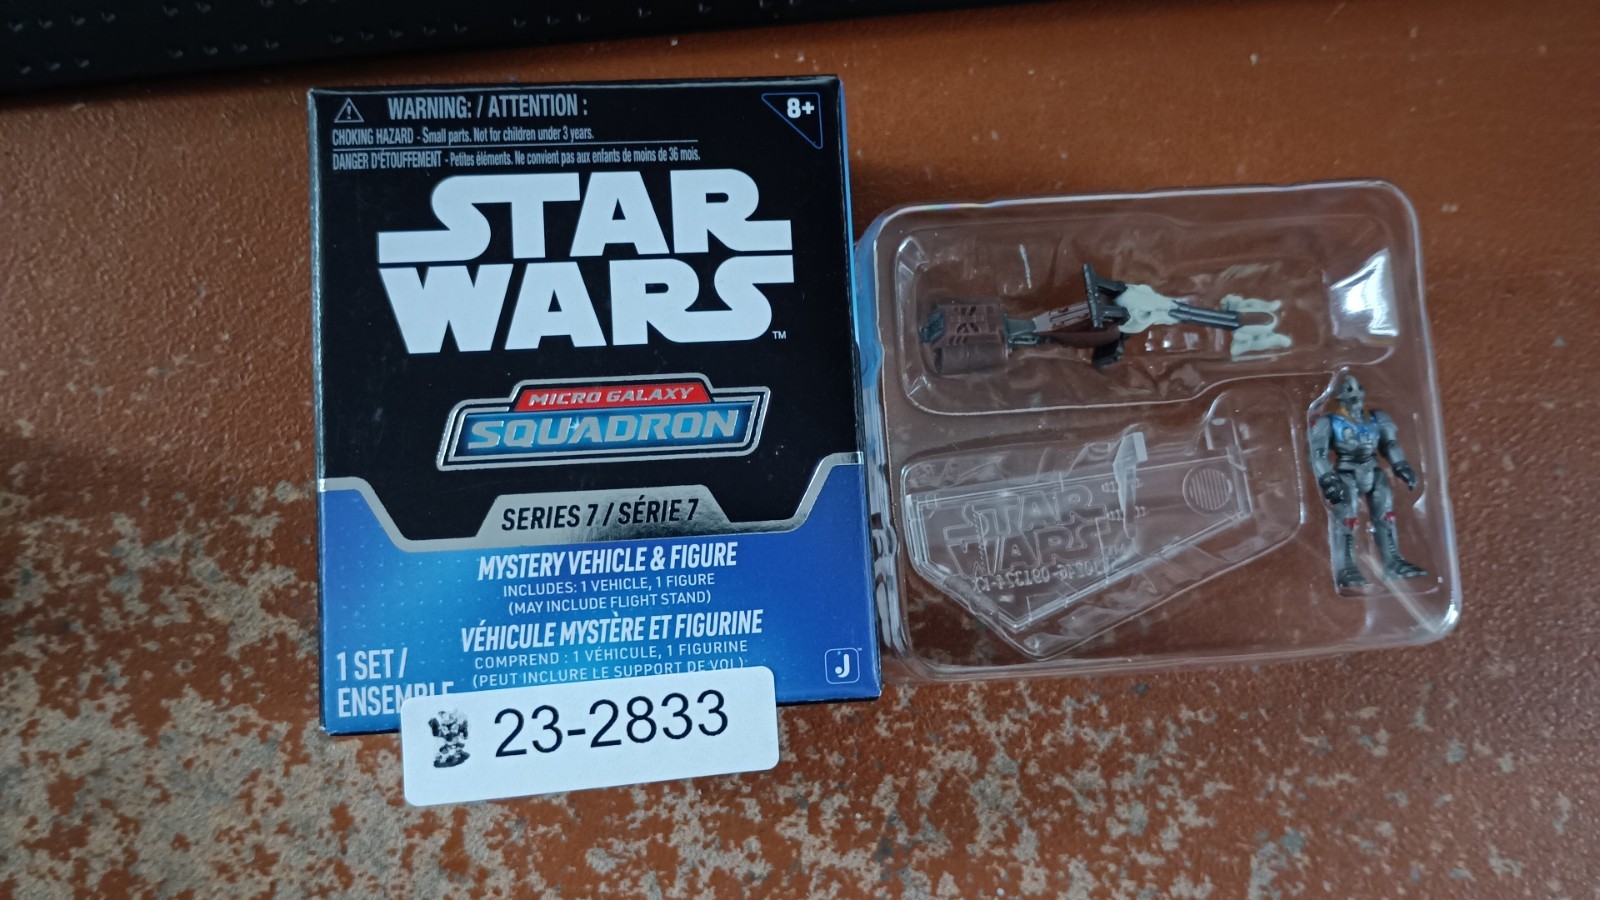 WARNING: / ATTENTION :
8+
CHOKING HAZARD - Small parts. Not for children under 3 years.
DANGER D'ÉTOUFFEMENT - Petites éléments. Ne convient pas aux enfants de moins de 36 mois.
STAR
WARS
TM
MICRO GALAXY
SQUADRON
SERIES 7 / SÉRIE 7
MYSTERY VEHICLE & FIGURE
INCLUDES: 1 VEHICLE, 1 FIGURE
(MAY INCLUDE FLIGHT STAND)
VÉHICULE MYSTÈRE ET FIGURINE
COMPREND : 1 VÉHICULE, 1 FIGURINE
(PEUT INCLURE LE SUPPORT DE VOL)
1 SET /
ENSEMBLE
J
23-2833
STAR
WARS